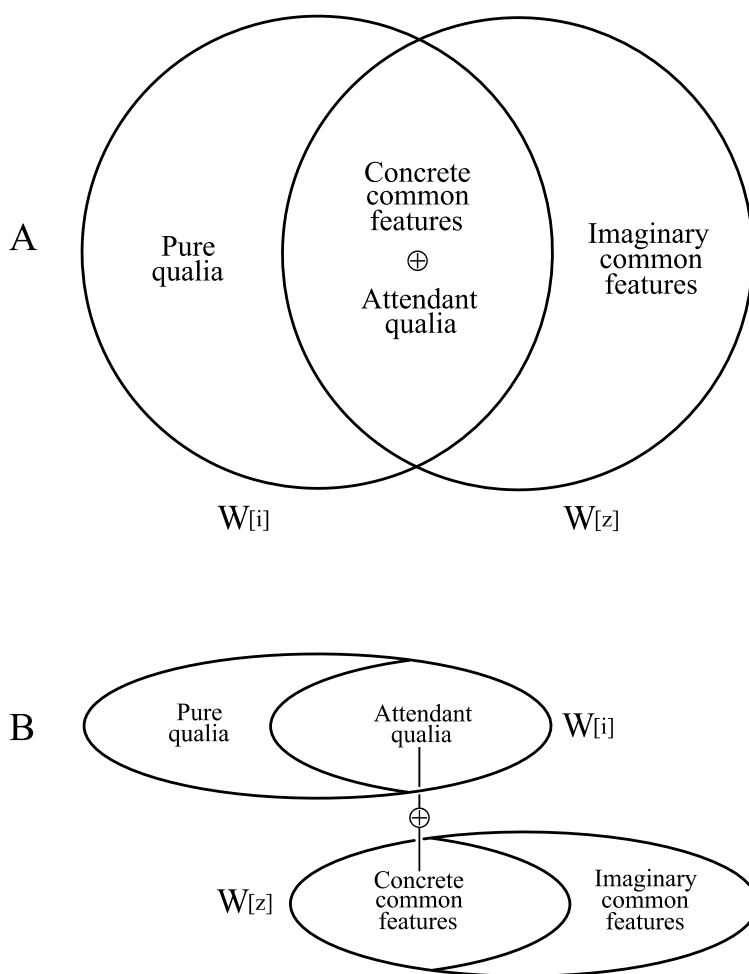 A
Pure
qualia
Concrete
common
features
⊕
Attendant
qualia
Imaginary
common
features
W[i]
W[z]
B
Pure
qualia
Attendant
qualia
W[i]
⊕
W[z]
Concrete
common
features
Imaginary
common
features